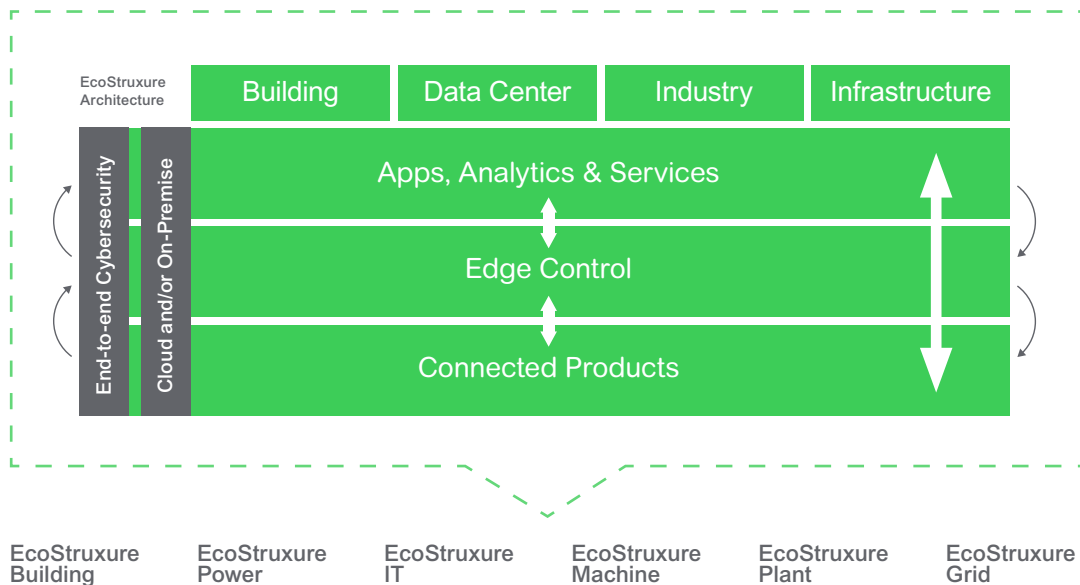 EcoStruxure
Architecture
Building
Data Center
Industry
Infrastructure
End-to-end Cybersecurity
Cloud and/or On-Premise
Apps, Analytics & Services
Edge Control
Connected Products
EcoStruxure
Building
EcoStruxure
Power
EcoStruxure
IT
EcoStruxure
Machine
EcoStruxure
Plant
EcoStruxure
Grid